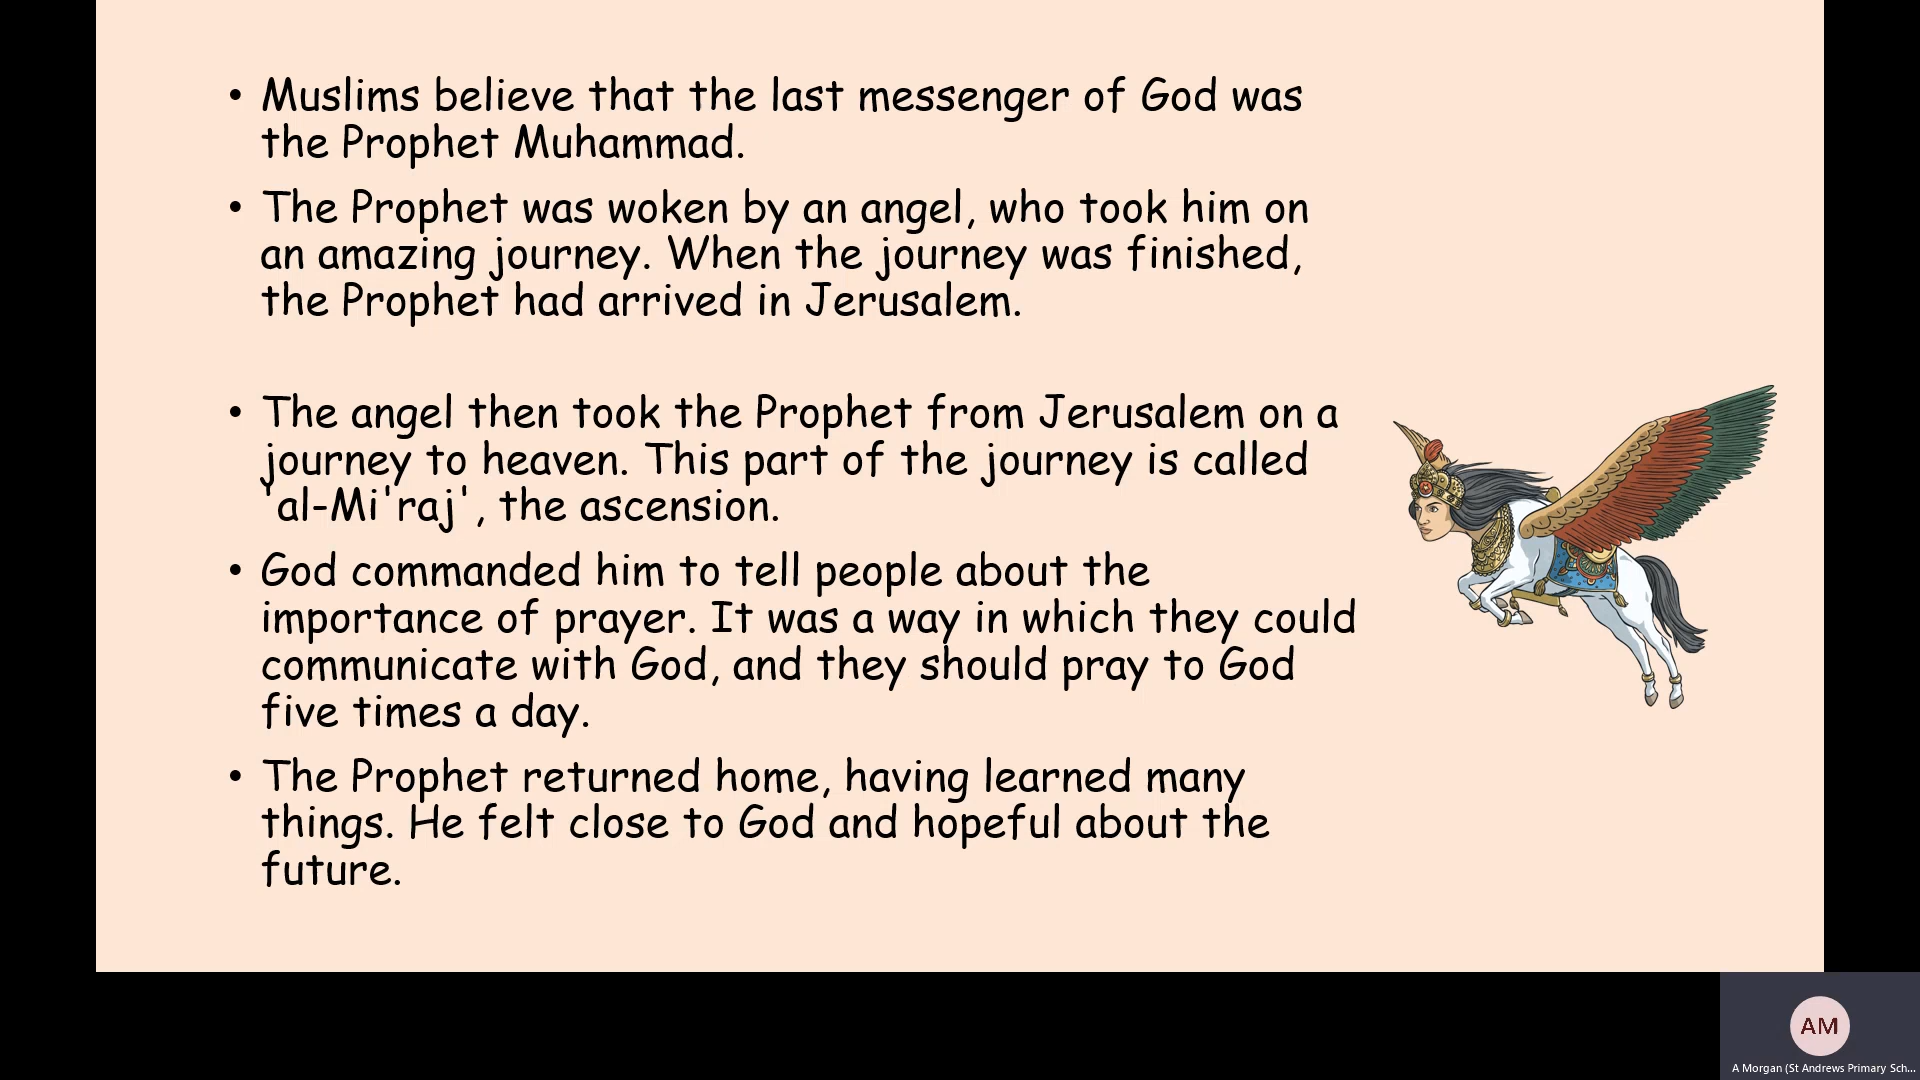 • Muslims believe that the last messenger of God was
the Prophet Muhammad.
• The Prophet was woken by an angel, who took him on
an amazing journey. When the journey was finished,
the Prophet had arrived in Jerusalem.
• The angel then took the Prophet from Jerusalem on a
journey to heaven. This part of the journey is called
'al-Mi'raj', the ascension.
• God commanded him to tell people about the
importance of prayer. It was a way in which they could
communicate with God, and they should pray to God
five times a day.
• The Prophet returned home, having learned many
things. He felt close to God and hopeful about the
future.
AM
A Morgan (St Andrews Primary Sch...